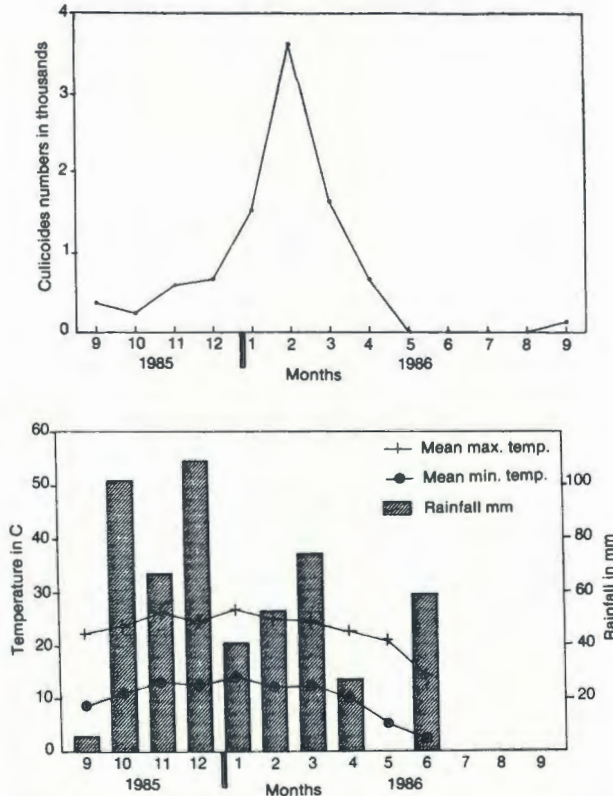 4
3
2
1
0
Culicoides numbers in thousands
9 10 11 12 1 2 3 4 5 6 7 8 9
1985 Months 1986
60
50
40
30
20
10
0
Temperature in C
Mean max. temp.
Mean min. temp.
Rainfall mm
100
80
60
40
20
Rainfall in mm
9 10 11 12 1 2 3 4 5 6 7 8 9
1985 Months 1986